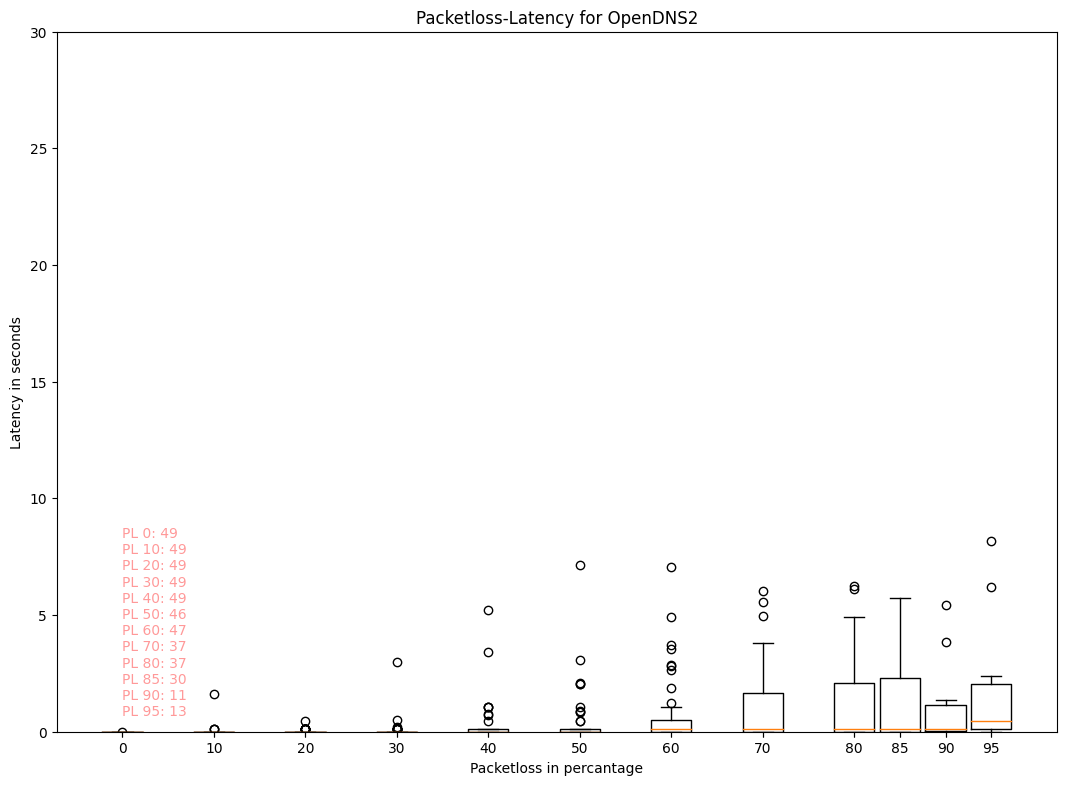 Packetloss-Latency for OpenDNS2
30
25
20
15
10
5
0
Latency in seconds
PL 0: 49
PL 10: 49
PL 20: 49
PL 30: 49
PL 40: 49
PL 50: 46
PL 60: 47
PL 70: 37
PL 80: 37
PL 85: 30
PL 90: 11
PL 95: 13
0 10 20 30 40 50 60 70 80 85 90 95
Packetloss in percantage